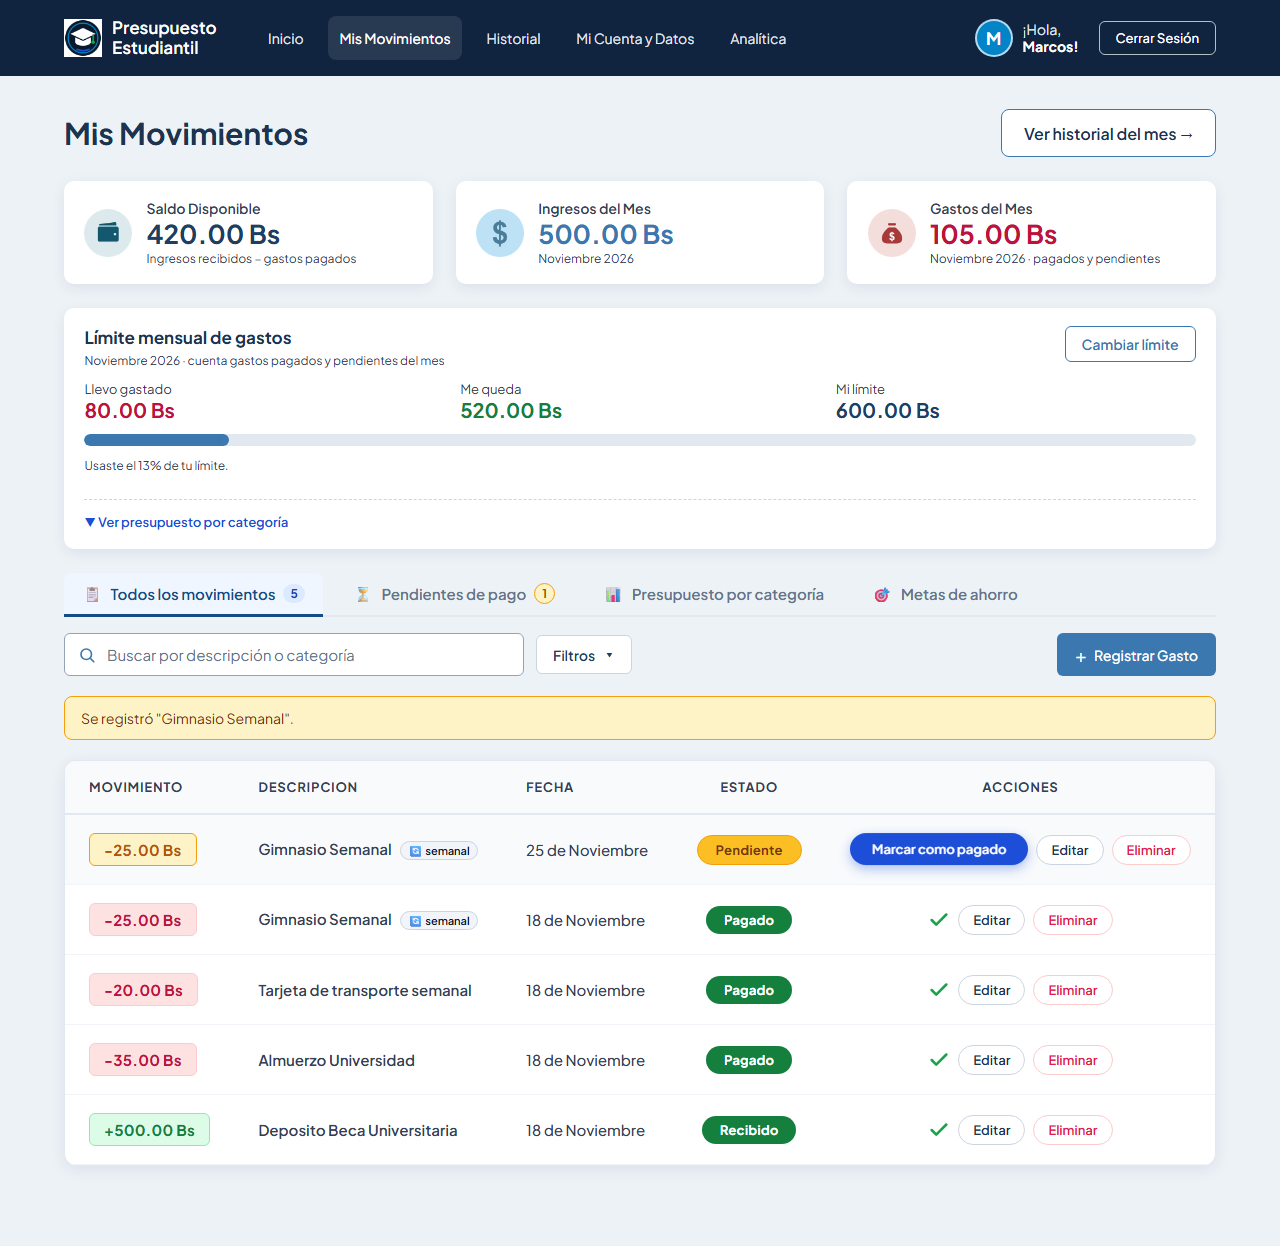 Presupuesto
Estudiantil
Inicio
Mis Movimientos
Historial
Mi Cuenta y Datos
Analítica
M
¡Hola,
Marcos!
Cerrar Sesión
Mis Movimientos
Ver historial del mes →
Saldo Disponible
420.00 Bs
Ingresos recibidos – gastos pagados
Ingresos del Mes
500.00 Bs
Noviembre 2026
Gastos del Mes
105.00 Bs
Noviembre 2026 · pagados y pendientes
Límite mensual de gastos
Noviembre 2026 · cuenta gastos pagados y pendientes del mes
Cambiar límite
Llevo gastado
80.00 Bs
Me queda
520.00 Bs
Mi límite
600.00 Bs
Usaste el 13% de tu límite.
▼ Ver presupuesto por categoría
Todos los movimientos 5
Pendientes de pago 1
Presupuesto por categoría
Metas de ahorro
Buscar por descripción o categoría
Filtros ▼
+ Registrar Gasto
Se registró "Gimnasio Semanal".
MOVIMIENTO DESCRIPCION FECHA ESTADO ACCIONES
-25.00 Bs Gimnasio Semanal semanal 25 de Noviembre Pendiente Marcar como pagado Editar Eliminar
-25.00 Bs Gimnasio Semanal semanal 18 de Noviembre Pagado ✓ Editar Eliminar
-20.00 Bs Tarjeta de transporte semanal 18 de Noviembre Pagado ✓ Editar Eliminar
-35.00 Bs Almuerzo Universidad 18 de Noviembre Pagado ✓ Editar Eliminar
+500.00 Bs Deposito Beca Universitaria 18 de Noviembre Recibido ✓ Editar Eliminar